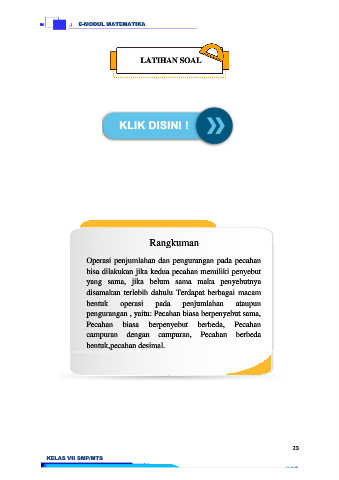 E-MODUL MATEMATIKA
LATIHAN SOAL
KLIK DISINI !
Rangkuman
Operasi penjumlahan dan pengurangan pada pecahan
bisa dilakukan jika kedua pecahan memiliki penyebut
yang sama, jika belum sama maka penyebutnya
disamakan terlebih dahulu Terdapat berbagai macam
bentuk operasi pada penjumlahan ataupun
pengurangan , yaitu: Pecahan biasa berpenyebut sama,
Pecahan biasa berpenyebut berbeda, Pecahan
campuran dengan campuran, Pecahan berbeda
bentuk,pecahan desimal.
23
KELAS VII SMP/MTS